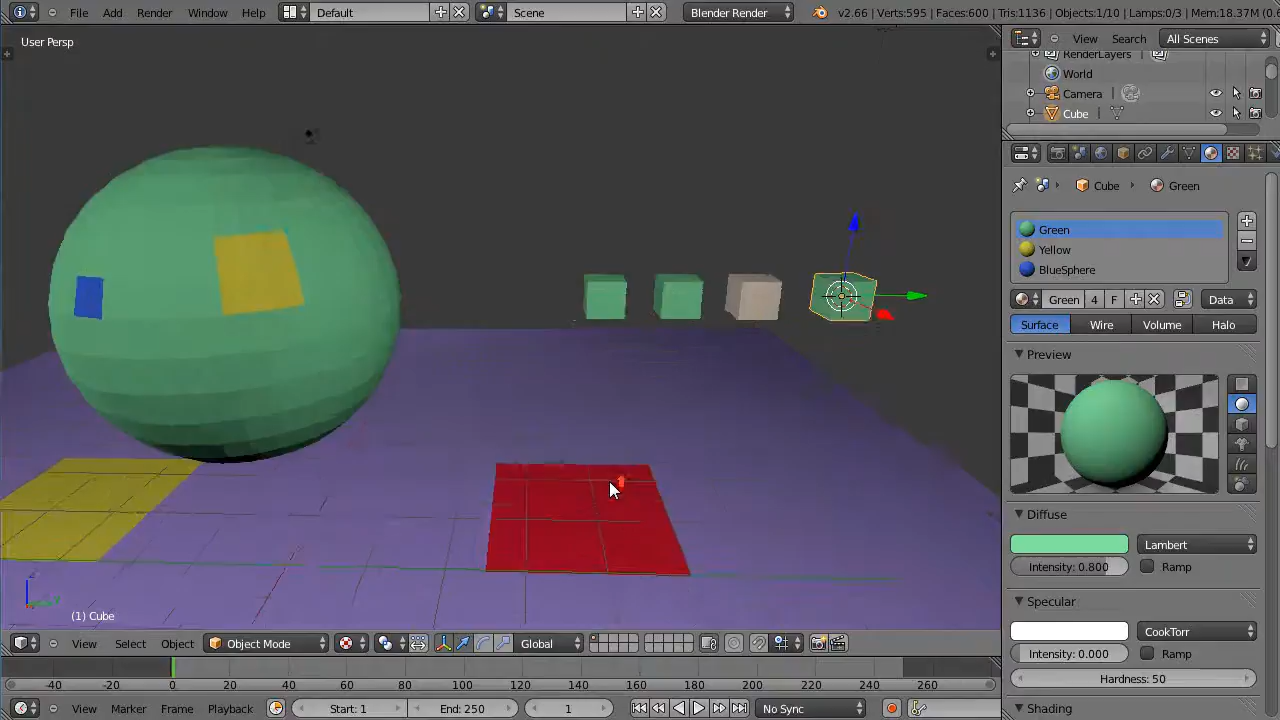 File Add Render Window Help Default Scene Blender Render v2.66 | Verts:595 | Faces:600 | Tris:1136 | Objects:1/10 | Lamps:0/3 | Mem:18.37M
User Persp
View Search All Scenes
RenderLayers
World
Camera
Cube
Cube Green
Green
Yellow
BlueSphere
Green 4 F Data
Surface Wire Volume Halo
Preview
Diffuse
Lambert
Intensity: 0.800 Ramp
Specular
CookTorr
Intensity: 0.000 Ramp
Hardness: 50
Shading
(1) Cube
View Select Object Object Mode Global
-40 -20 0 20 40 60 80 100 120 140 160 180 200 220 240 260
View Marker Frame Playback Start: 1 End: 250 1 No Sync